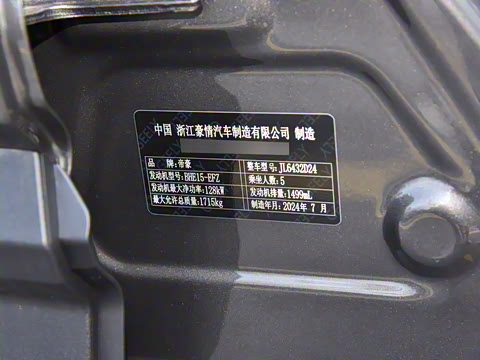 中国 浙江豪情汽车制造有限公司 制造
品 牌:帝豪 整车型号:JL6432D24
发动机型号:BHE15-EFZ 乘坐人数:5
发动机最大净功率:128kW 发动机排量:1499mL
最大允许总质量:1715kg 制造年月:2024年 7 月